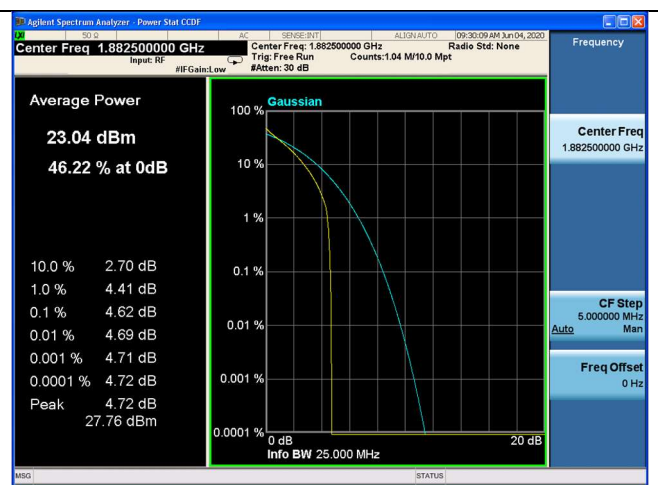 Agilent Spectrum Analyzer - Power Stat CCDF
50 Ω AC SENSE:INT ALIGN AUTO 09:30:09 AM Jun 04, 2020
Center Freq 1.882500000 GHz
Input: RF
#IFGain:Low
Center Freq: 1.882500000 GHz
Radio Std: None
Trig: Free Run
Counts:1.04 M/10.0 Mpt
#Atten: 30 dB
Average Power
23.04 dBm
46.22 % at 0dB
10.0 % 2.70 dB
1.0 % 4.41 dB
0.1 % 4.62 dB
0.01 % 4.69 dB
0.001 % 4.71 dB
0.0001 % 4.72 dB
Peak 4.72 dB
27.76 dBm
Gaussian
100 %
10 %
1 %
0.1 %
0.01 %
0.001 %
0.0001 %
0 dB
20 dB
Info BW 25.000 MHz
Frequency
Center Freq
1.882500000 GHz
CF Step
5.000000 MHz
Auto Man
Freq Offset
0 Hz
MSG
STATUS